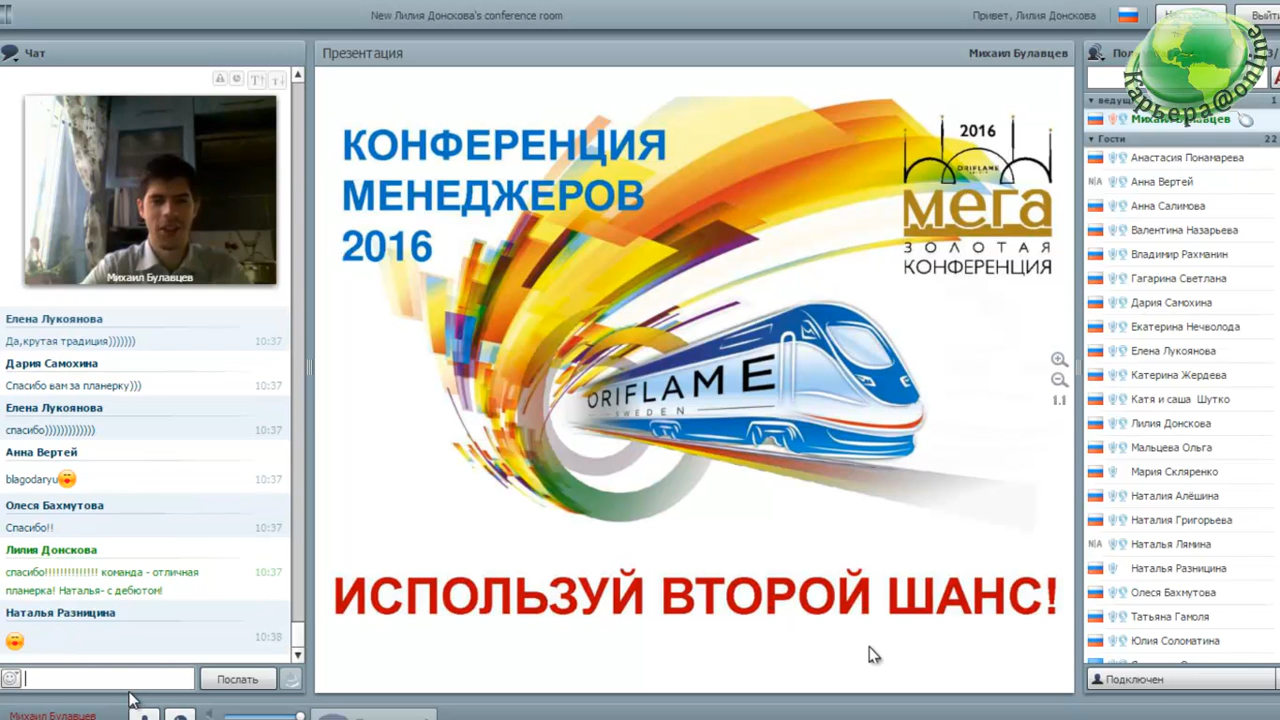 New Лилия Донскова's conference room
Привет, Лилия Донскова
Чат
Михаил Булавцев
Елена Лукоянова
Да,крутая традиция)))))))
10:37
Дария Самохина
Спасибо вам за планерку)))
10:37
Елена Лукоянова
спасибо)))))))))))))
10:37
Анна Вертей
blagodaryu
10:37
Олеся Бахмутова
Спасибо!!
10:37
Лилия Донскова
спасибо!!!!!!!!!!!!!! команда - отличная
10:37
планерка! Наталья- с дебютом!
Наталья Разницина
10:38
Послать
Михаил Булавцев
Презентация
Михаил Булавцев
КОНФЕРЕНЦИЯ
МЕНЕДЖЕРОВ
2016
2016
ORIFLAME
мега
ЗОЛОТАЯ
КОНФЕРЕНЦИЯ
ORIFLAME
SWEDEN
1.1
ИСПОЛЬЗУЙ ВТОРОЙ ШАНС!
Карьера@online
1
Гости
22
Анастасия Понамарева
N|A Анна Вертей
Анна Салимова
Валентина Назарьева
Владимир Рахманин
Гагарина Светлана
Дария Самохина
Екатерина Нечволода
Елена Лукоянова
Катерина Жердева
Катя и саша Шутко
Лилия Донскова
Мальцева Ольга
Мария Скляренко
Наталия Алёшина
Наталия Григорьева
N|A Наталья Лямина
Наталья Разницина
Олеся Бахмутова
Татьяна Гамоля
Юлия Соломатина
Подключен